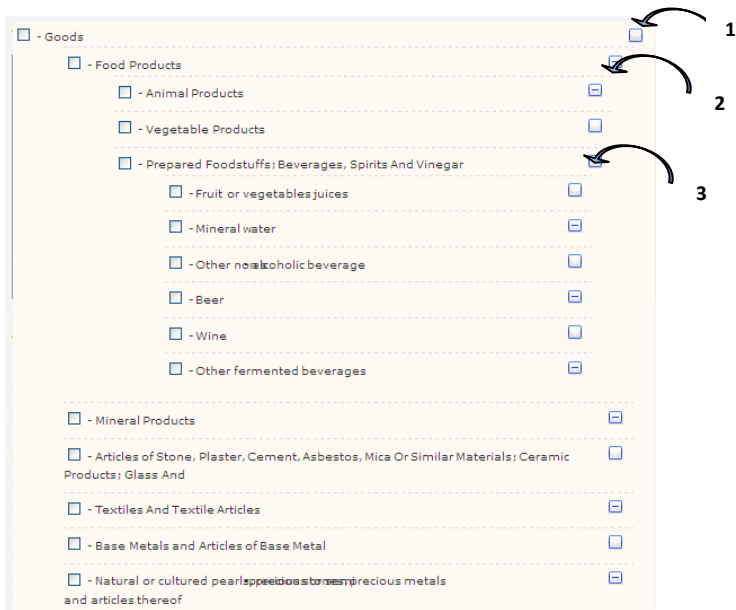 - Goods
1
- Food Products
- Animal Products
2
- Vegetable Products
- Prepared Foodstuffs; Beverages, Spirits And Vinegar
3
- Fruit or vegetables juices
- Mineral water
- Other beverage
- Beer
- Wine
- Other fermented beverages
- Mineral Products
- Articles of Stone, Plaster, Cement, Asbestos, Mica Or Similar Materials; Ceramic
Products; Glass And
- Textiles And Textile Articles
- Base Metals and Articles of Base Metal
- Natural or cultured metals
and articles thereof